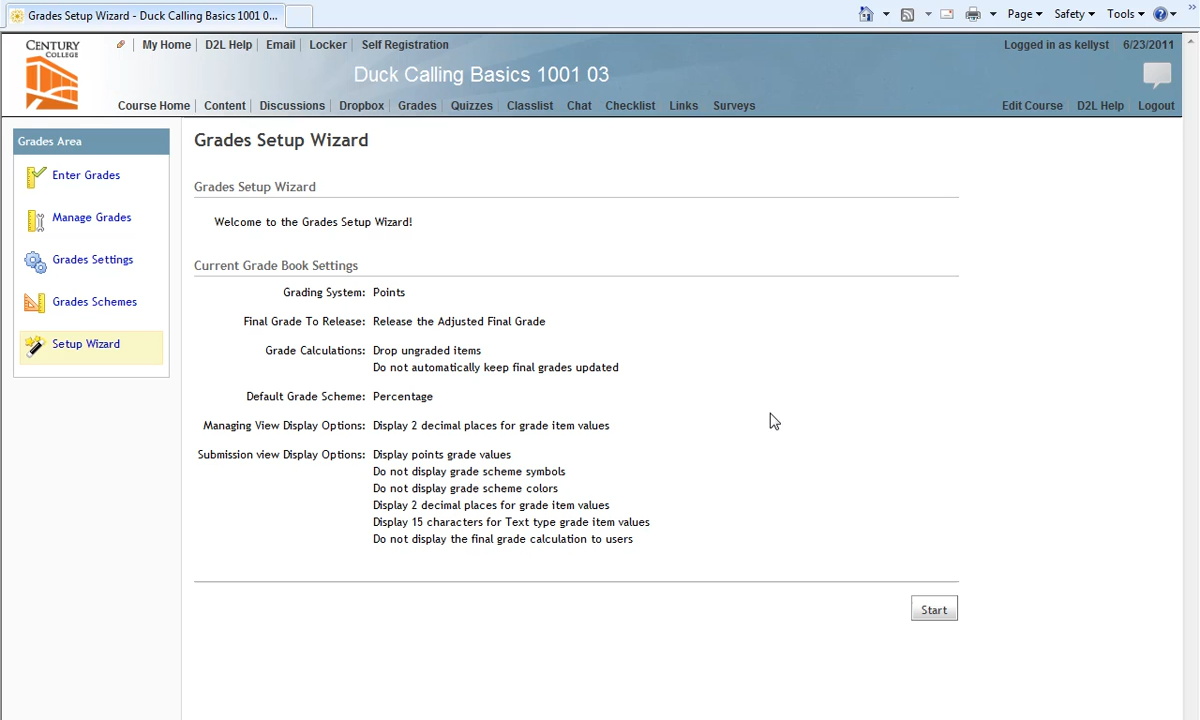 Grades Setup Wizard - Duck Calling Basics 1001 0...
Page
Safety
Tools
CENTURY
COLLEGE
My Home
D2L Help
Email
Locker
Self Registration
Logged in as kellyst
6/23/2011
Duck Calling Basics 1001 03
Course Home
Content
Discussions
Dropbox
Grades
Quizzes
Classlist
Chat
Checklist
Links
Surveys
Edit Course
D2L Help
Logout
Grades Area
Enter Grades
Manage Grades
Grades Settings
Grades Schemes
Setup Wizard
Grades Setup Wizard
Grades Setup Wizard
Welcome to the Grades Setup Wizard!
Current Grade Book Settings
Grading System: Points
Final Grade To Release: Release the Adjusted Final Grade
Grade Calculations: Drop ungraded items
Do not automatically keep final grades updated
Default Grade Scheme: Percentage
Managing View Display Options: Display 2 decimal places for grade item values
Submission view Display Options: Display points grade values
Do not display grade scheme symbols
Do not display grade scheme colors
Display 2 decimal places for grade item values
Display 15 characters for Text type grade item values
Do not display the final grade calculation to users
Start